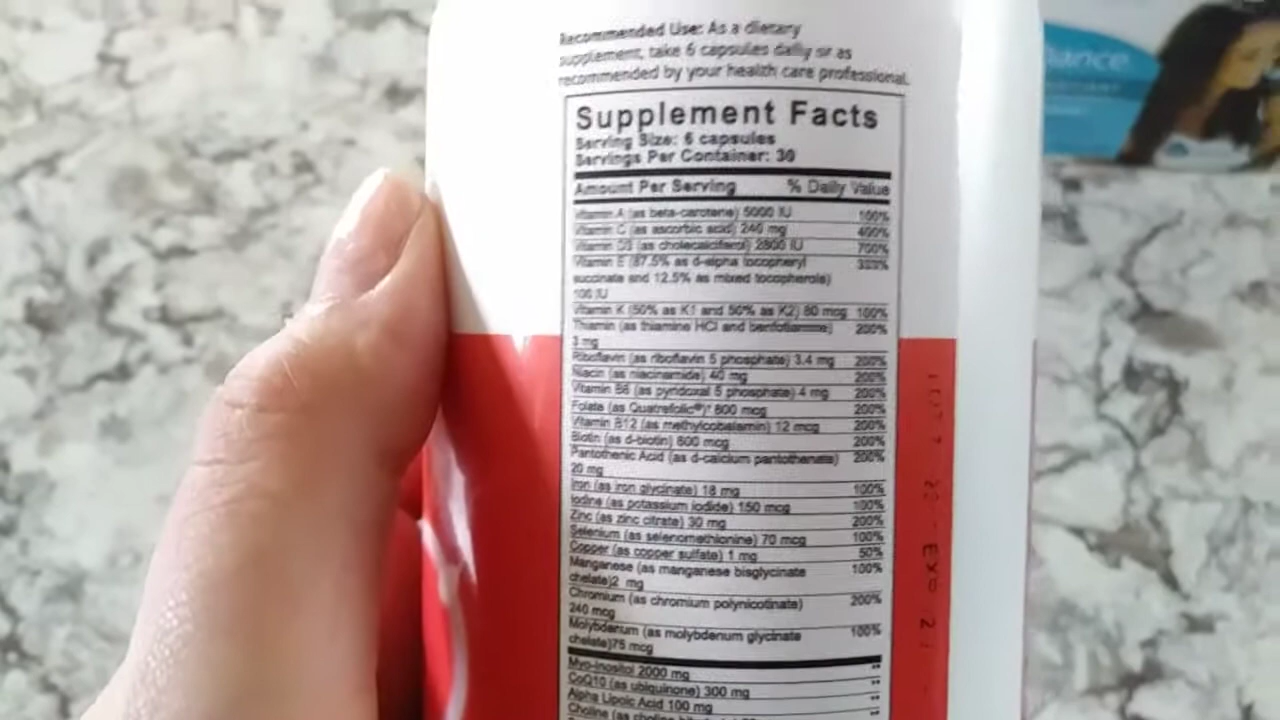 Recommended Use: As a dietary
supplement, take 6 capsules daily or as
recommended by your health care professional.
Supplement Facts
Serving Size: 6 capsules
Servings Per Container: 30
Amount Per Serving % Daily Value
Vitamin A (as beta-carotene) 5000 IU 100%
Vitamin C (as ascorbic acid) 240 mg 400%
Vitamin D3 (as cholecalciferol) 2800 IU 700%
Vitamin E (87.5% as d-alpha tocopheryl
succinate and 12.5% as mixed tocopherols)
100 IU
Vitamin K (50% as K1 and 50% as K2) 80 mcg 100%
Thiamin (as thiamine HCl and benfotiamine) 200%
3 mg
Riboflavin (as riboflavin 5 phosphate) 3.4 mg 200%
Niacin (as niacinamide) 40 mg 200%
Vitamin B6 (as pyridoxal 5 phosphate) 4 mg 200%
Folate (as Quatrefolic®)† 800 mcg 200%
Vitamin B12 (as methylcobalamin) 12 mcg 200%
Biotin (as d-biotin) 600 mcg 200%
Pantothenic Acid (as d-calcium pantothenate) 200%
20 mg
Iron (as iron glycinate) 18 mg 100%
Iodine (as potassium iodide) 150 mcg 100%
Zinc (as zinc citrate) 30 mg 200%
Selenium (as selenomethionine) 70 mcg 100%
Copper (as copper sulfate) 1 mg 50%
Manganese (as manganese bisglycinate 100%
chelate)2 mg
Chromium (as chromium polynicotinate) 200%
240 mcg
Molybdenum (as molybdenum glycinate 100%
chelate)75 mcg
Myo-Inositol 2000 mg **
CoQ10 (as ubiquinone) 300 mg **
Alpha Lipoic Acid 100 mg **
Choline (as choline